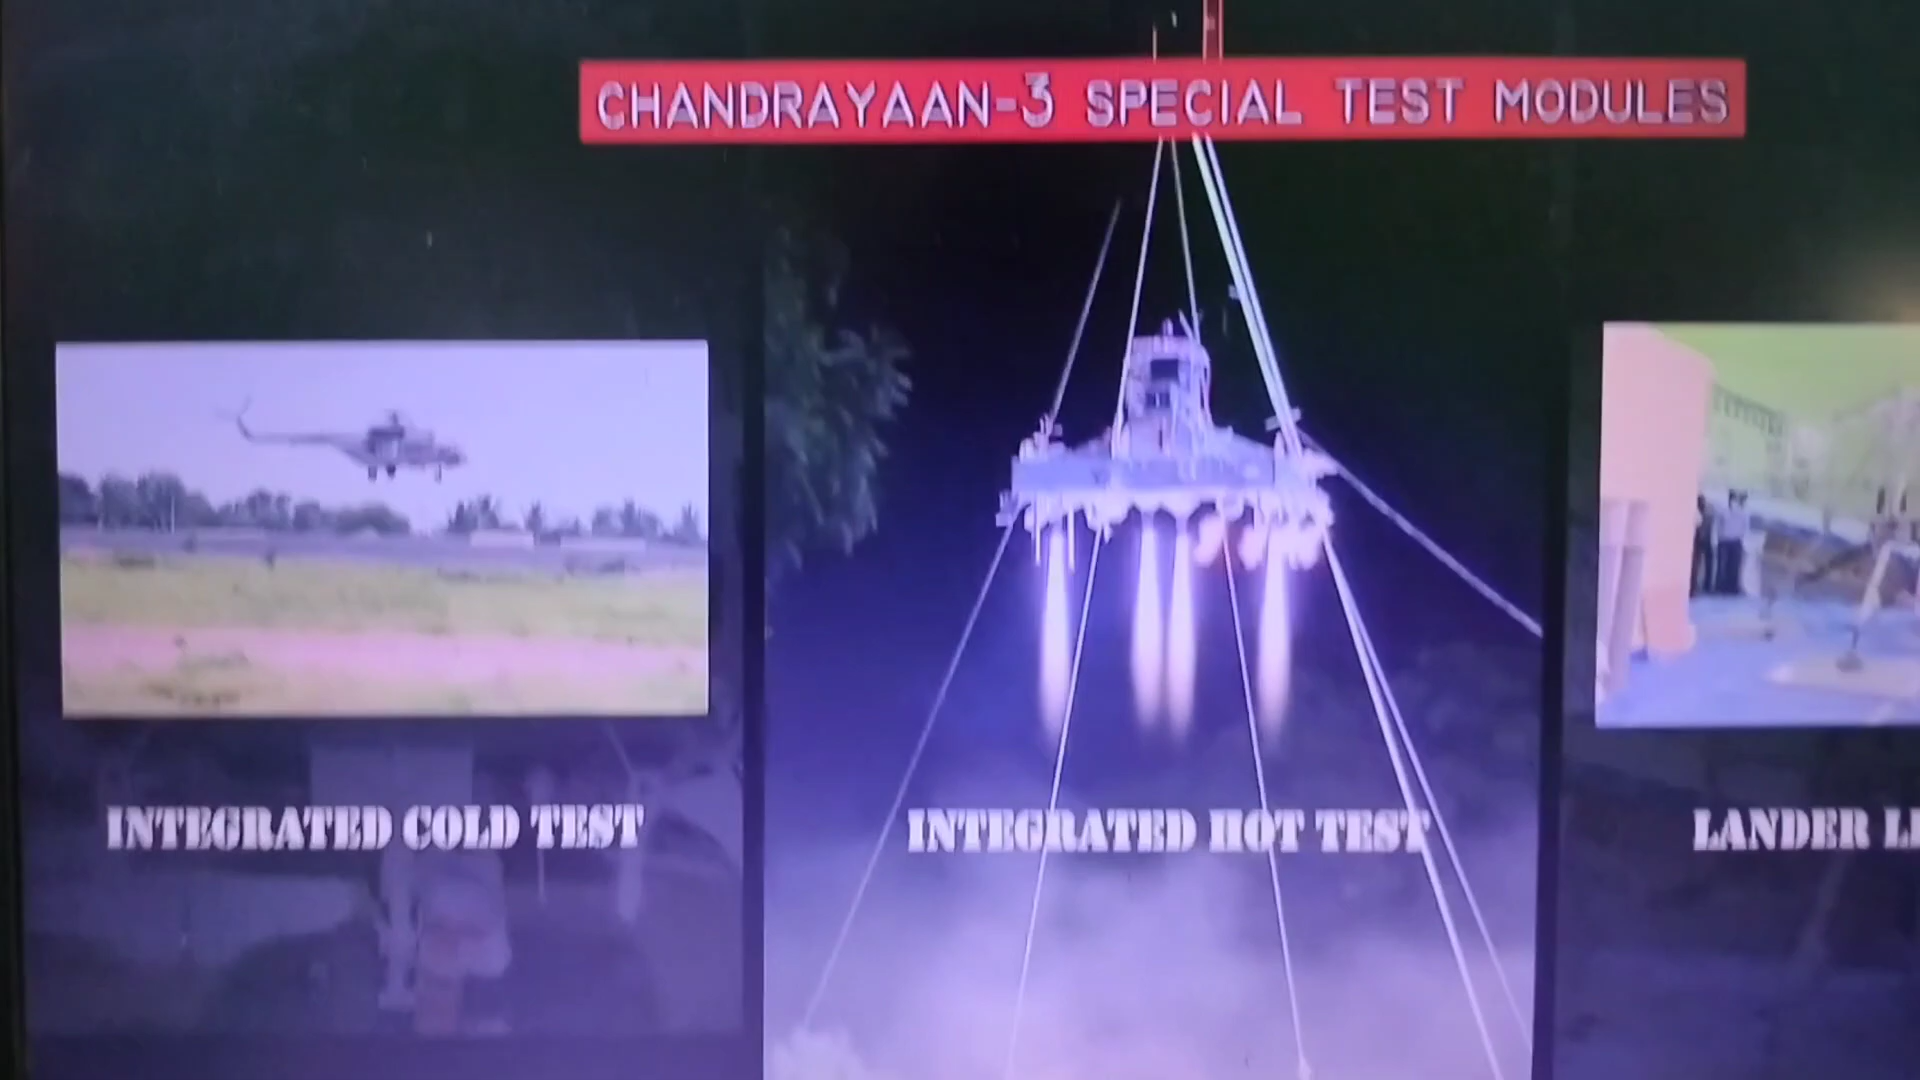 CHANDRAYAAN-3 SPECIAL TEST MODULES
INTEGRATED COLD TEST
INTEGRATED HOT TEST
LANDER